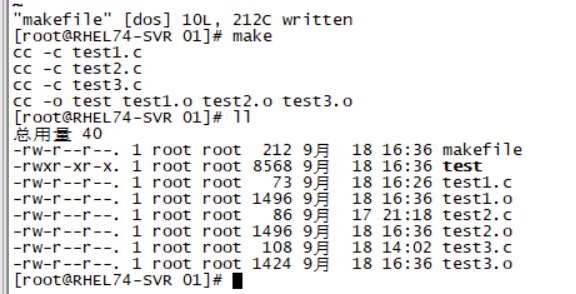 ~
"makefile" [dos] 10L, 212C written
[root@RHEL74-SVR 01]# make
cc -c test1.c
cc -c test2.c
cc -c test3.c
cc -o test test1.o test2.o test3.o
[root@RHEL74-SVR 01]# ll
总用量 40
-rw-r--r--. 1 root root  212 9月  18 16:36 makefile
-rwxr-xr-x. 1 root root 8568 9月  18 16:36 test
-rw-r--r--. 1 root root   73 9月  18 16:26 test1.c
-rw-r--r--. 1 root root 1496 9月  18 16:36 test1.o
-rw-r--r--. 1 root root   86 9月  17 21:18 test2.c
-rw-r--r--. 1 root root 1496 9月  18 16:36 test2.o
-rw-r--r--. 1 root root  108 9月  18 14:02 test3.c
-rw-r--r--. 1 root root 1424 9月  18 16:36 test3.o
[root@RHEL74-SVR 01]#